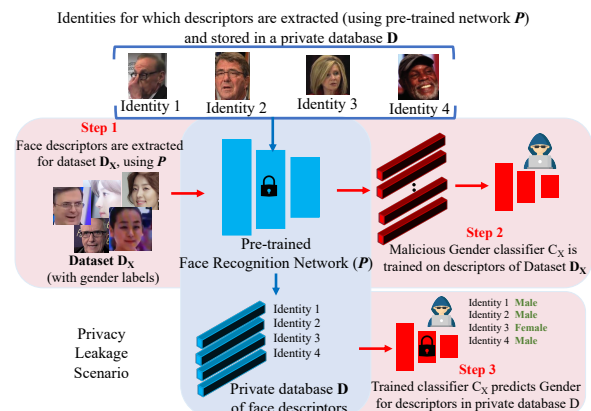 Identities for which descriptors are extracted (using pre-trained network P)
and stored in a private database D
Identity 1
Identity 2
Identity 3
Identity 4
Step 1
Face descriptors are extracted
for dataset Dₓ, using P
Dataset Dₓ
(with gender labels)
Pre-trained
Face Recognition Network (P)
Step 2
Malicious Gender classifier Cₓ is
trained on descriptors of Dataset Dₓ
Privacy
Leakage
Scenario
Identity 1
Identity 2
Identity 3
Identity 4
Private database D
of face descriptors
Identity 1 Male
Identity 2 Male
Identity 3 Female
Identity 4 Male
Step 3
Trained classifier Cₓ predicts Gender
for descriptors in private database D